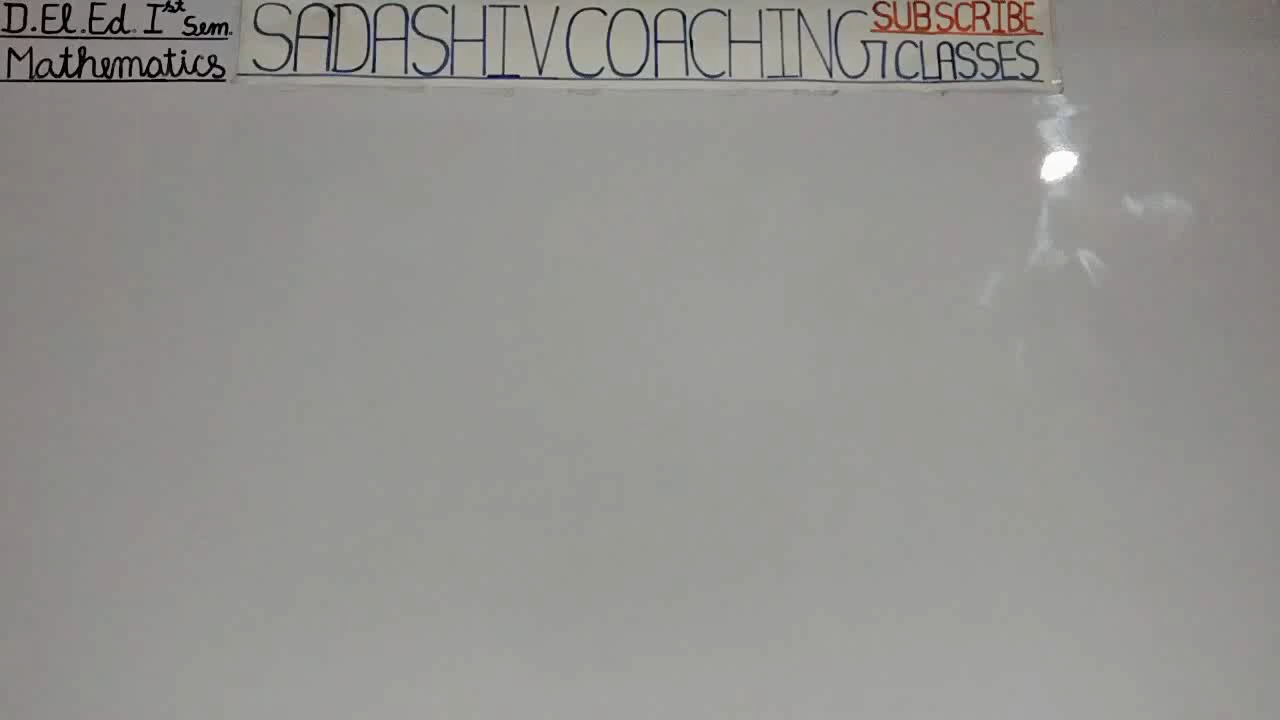 D.El.Ed. Ist Sem.
Mathematics
SADASHIV COACHING
SUBSCRIBE
CLASSES